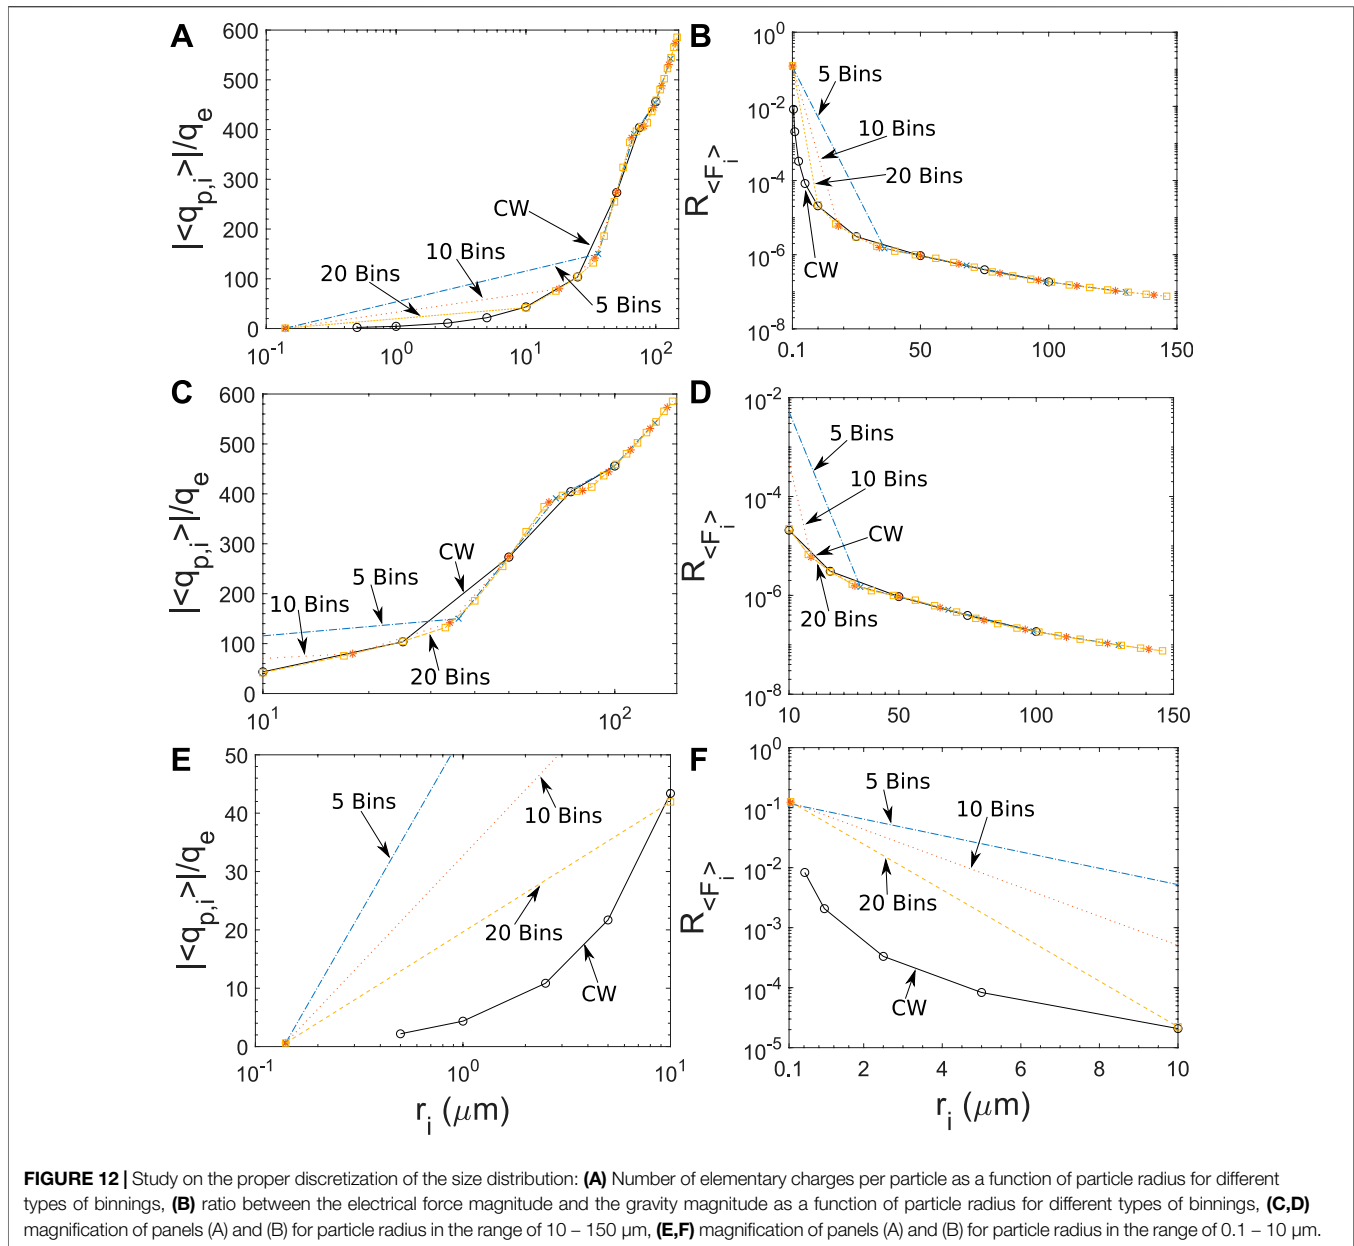 A
600
500
400
300
200
100
0
|<q_{p,i}>|/q_e
CW
10 Bins
20 Bins
5 Bins
10^{-1} 10^0 10^1 10^2
B
10^0
10^{-2}
10^{-4}
10^{-6}
10^{-8}
R_{<F_i>}
5 Bins
10 Bins
20 Bins
CW
0.1 50 100 150
C
600
500
400
300
200
100
0
|<q_{p,i}>|/q_e
CW
5 Bins
10 Bins
20 Bins
10^1 10^2
D
10^{-2}
10^{-4}
10^{-6}
10^{-8}
R_{<F_i>}
5 Bins
10 Bins
CW
20 Bins
10 50 100 150
E
50
40
30
20
10
0
|<q_{p,i}>|/q_e
5 Bins
10 Bins
20 Bins
CW
10^{-1} 10^0 10^1
r_i (μm)
F
10^0
10^{-1}
10^{-2}
10^{-3}
10^{-4}
10^{-5}
R_{<F_i>}
5 Bins
10 Bins
20 Bins
CW
0.1 2 4 6 8 10
r_i (μm)
FIGURE 12 | Study on the proper discretization of the size distribution: (A) Number of elementary charges per particle as a function of particle radius for different
types of binnings, (B) ratio between the electrical force magnitude and the gravity magnitude as a function of particle radius for different types of binnings, (C,D)
magnification of panels (A) and (B) for particle radius in the range of 10 – 150 μm, (E,F) magnification of panels (A) and (B) for particle radius in the range of 0.1 – 10 μm.